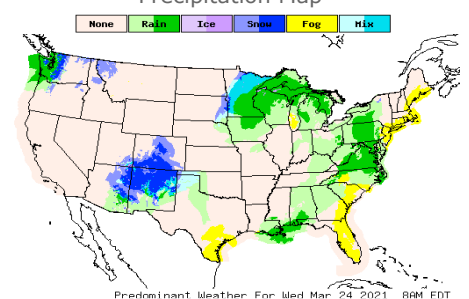 Precipitation Map
None Rain Ice Snow Fog Mix
Predominant Weather For Wed Mar 24 2021 8AM EDT